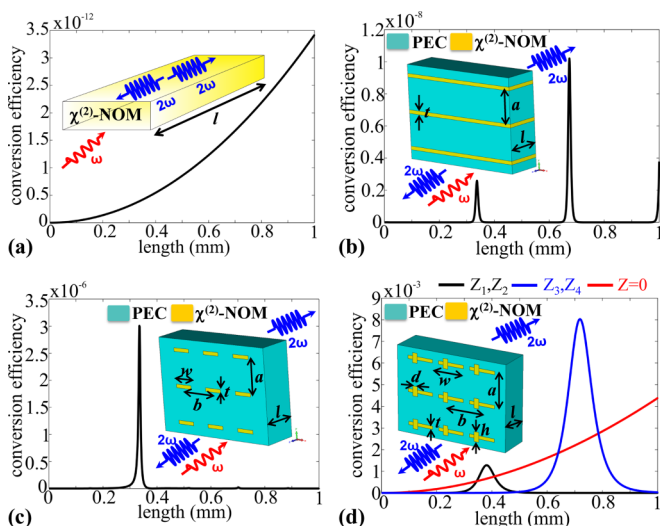 x10-12
3.5
3.0
2.5
2.0
1.5
1.0
0.5
0
0 0.2 0.4 0.6 0.8 1
conversion efficiency
length (mm)
2ω 2ω
χ(2)-NOM
ω
l
(a)
x10-8
1.2
1.0
0.8
0.6
0.4
0.2
0
0 0.2 0.4 0.6 0.8 1
conversion efficiency
length (mm)
PEC χ(2)-NOM
2ω
a
t
l
2ω
ω
(b)
x10-6
3.5
3.0
2.5
2.0
1.5
1.0
0.5
0
0 0.2 0.4 0.6 0.8 1
conversion efficiency
length (mm)
PEC χ(2)-NOM
2ω
w
a
b
t
l
2ω
ω
(c)
x10-3
Z1,Z2 Z3,Z4 Z=0
9
8
7
6
5
4
3
2
1
0
0 0.2 0.4 0.6 0.8 1
conversion efficiency
length (mm)
PEC χ(2)-NOM
2ω
d w a
b
t h l
2ω
ω
(d)